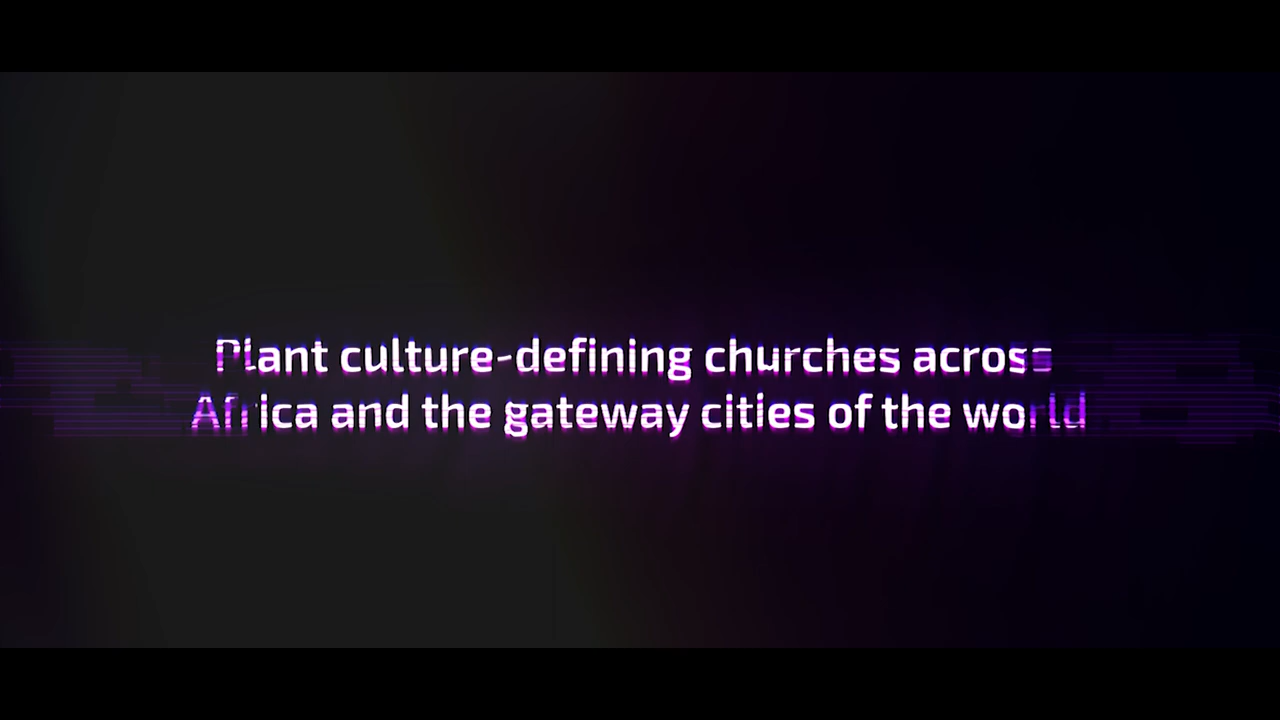 Plant culture-defining churches across
Africa and the gateway cities of the world